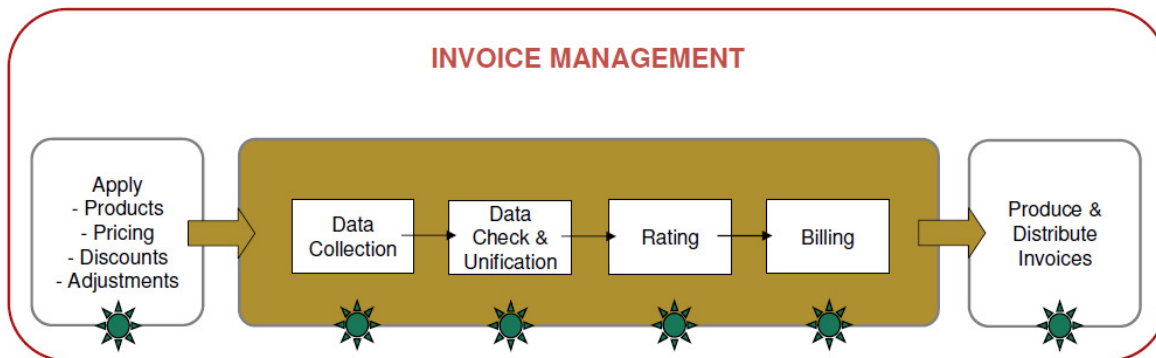 INVOICE MANAGEMENT
Apply
- Products
- Pricing
- Discounts
- Adjustments
Data
Collection
Data
Check &
Unification
Rating
Billing
Produce &
Distribute
Invoices